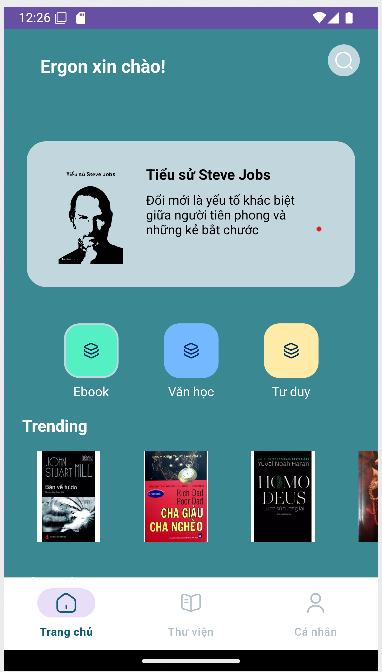 12:26
Ergon xin chào!
Tiểu sử Steve Jobs
Tiểu sử Steve Jobs
Đổi mới là yếu tố khác biệt
giữa người tiên phong và
những kẻ bắt chước
Ebook
Văn học
Tư duy
Trending
JOHN
STUART MILL
Bàn về tự do
Rich Dad
Poor Dad
CHA GIÀU
CHA NGHÈO
Yuval Noah Harari
HOMO
DEUS
Trang chủ
Thư viện
Cá nhân